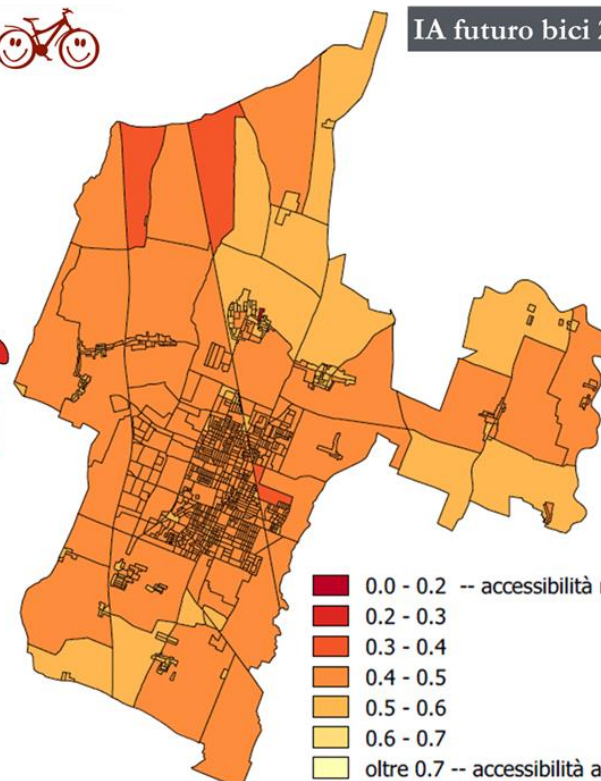 IA futuro bici
0.0 - 0.2 -- accessibilità
0.2 - 0.3
0.3 - 0.4
0.4 - 0.5
0.5 - 0.6
0.6 - 0.7
oltre 0.7 -- accessibilità a